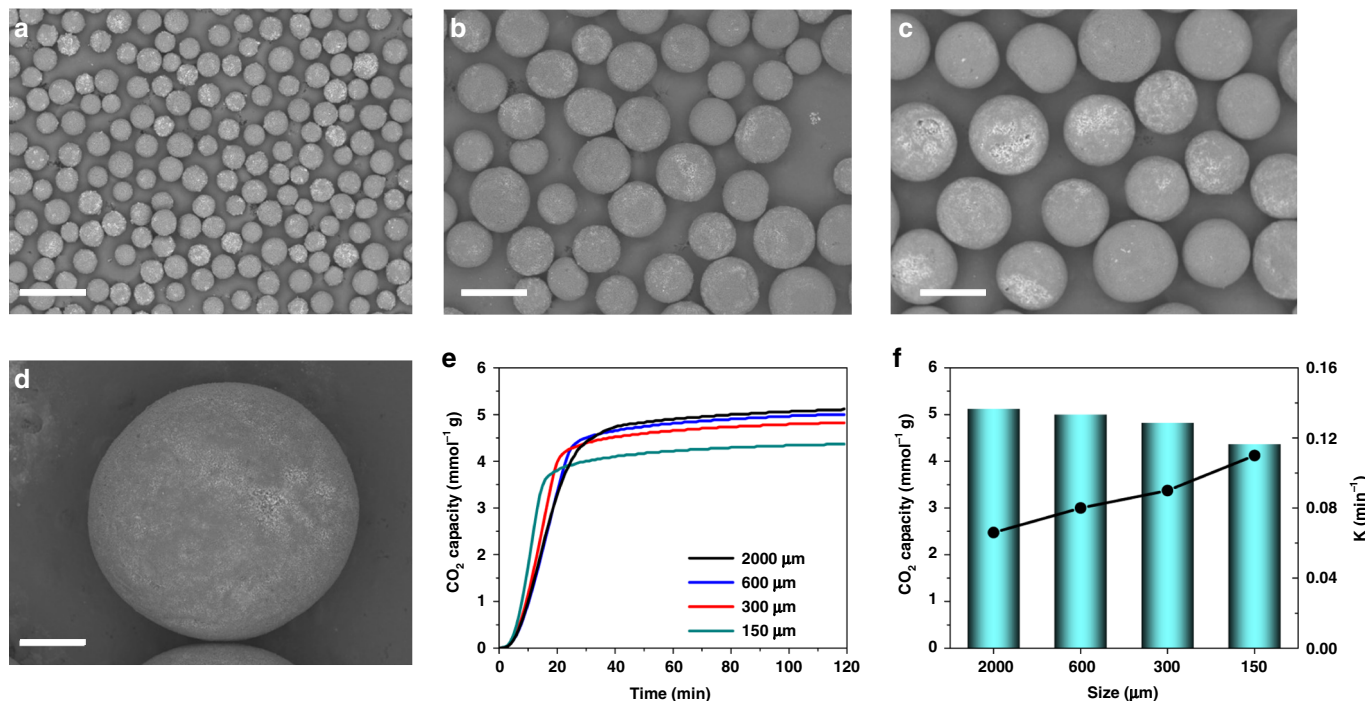 a
b
c
d
e
6
5
4
3
2
1
0
CO₂ capacity (mmol⁻¹ g)
2000 μm
600 μm
300 μm
150 μm
0 20 40 60 80 100 120
Time (min)
f
6
5
4
3
2
1
0
CO₂ capacity (mmol⁻¹ g)
0.16
0.12
0.08
0.04
0.00
K (min⁻¹)
2000 600 300 150
Size (μm)